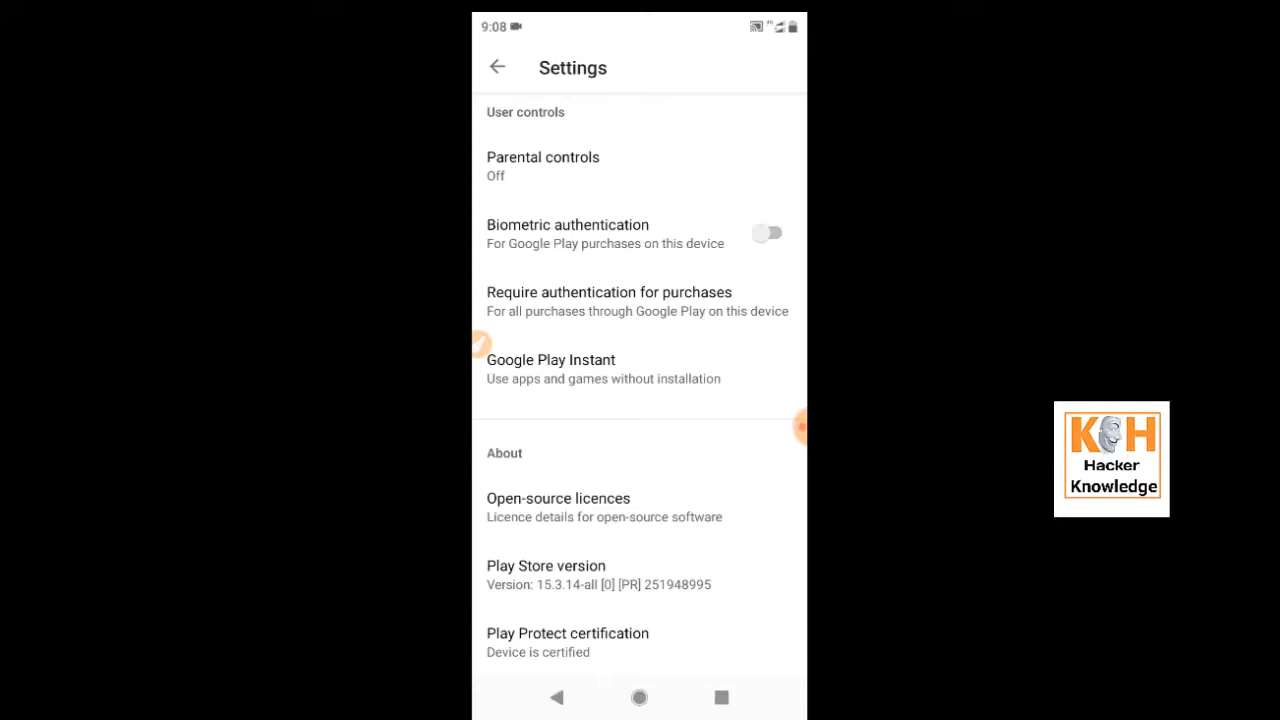 9:08
Settings
User controls
Parental controls
Off
Biometric authentication
For Google Play purchases on this device
Require authentication for purchases
For all purchases through Google Play on this device
Google Play Instant
Use apps and games without installation
About
Open-source licences
Licence details for open-source software
Play Store version
Version: 15.3.14-all [0] [PR] 251948995
Play Protect certification
Device is certified
K H
Hacker
Knowledge